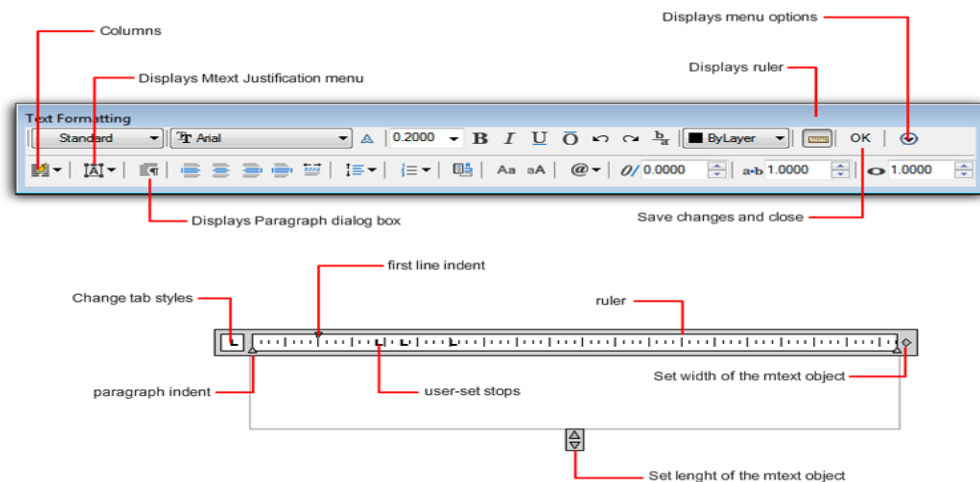 Displays menu options
Columns
Displays ruler
Displays Mtext Justification menu
Text Formatting
Standard Arial 0.2000 B I U O b/a ByLayer OK
A Aa aA @ 0/ 0.0000 a•b 1.0000 1.0000
Displays Paragraph dialog box
Save changes and close
first line indent
Change tab styles
ruler
Set width of the mtext object
paragraph indent
user-set stops
Set lenght of the mtext object